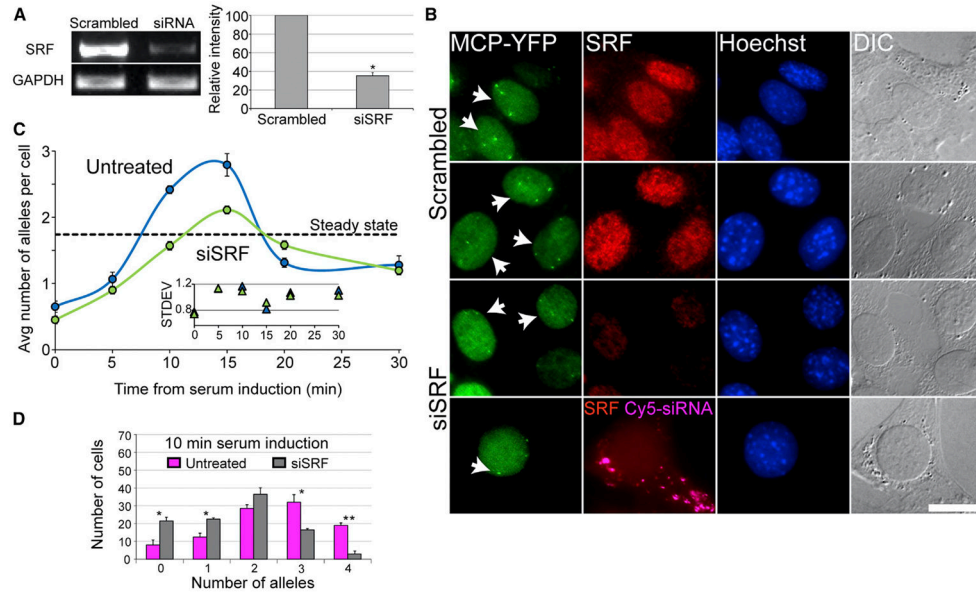 A
Scrambled siRNA
SRF
GAPDH
Relative intensity
100
80
60
40
20
0
*
Scrambled siSRF
B
MCP-YFP SRF Hoechst DIC
Scrambled
siSRF
SRF Cy5-siRNA
C
Avg number of alleles per cell
3
2
1
0
Untreated
Steady state
siSRF
STDEV
1.2
0.8
0 5 10 15 20 25 30
0 5 10 15 20 30
Time from serum induction (min)
D
Number of cells
70
60
50
40
30
20
10
0
10 min serum induction
Untreated siSRF
* * * **
0 1 2 3 4
Number of alleles